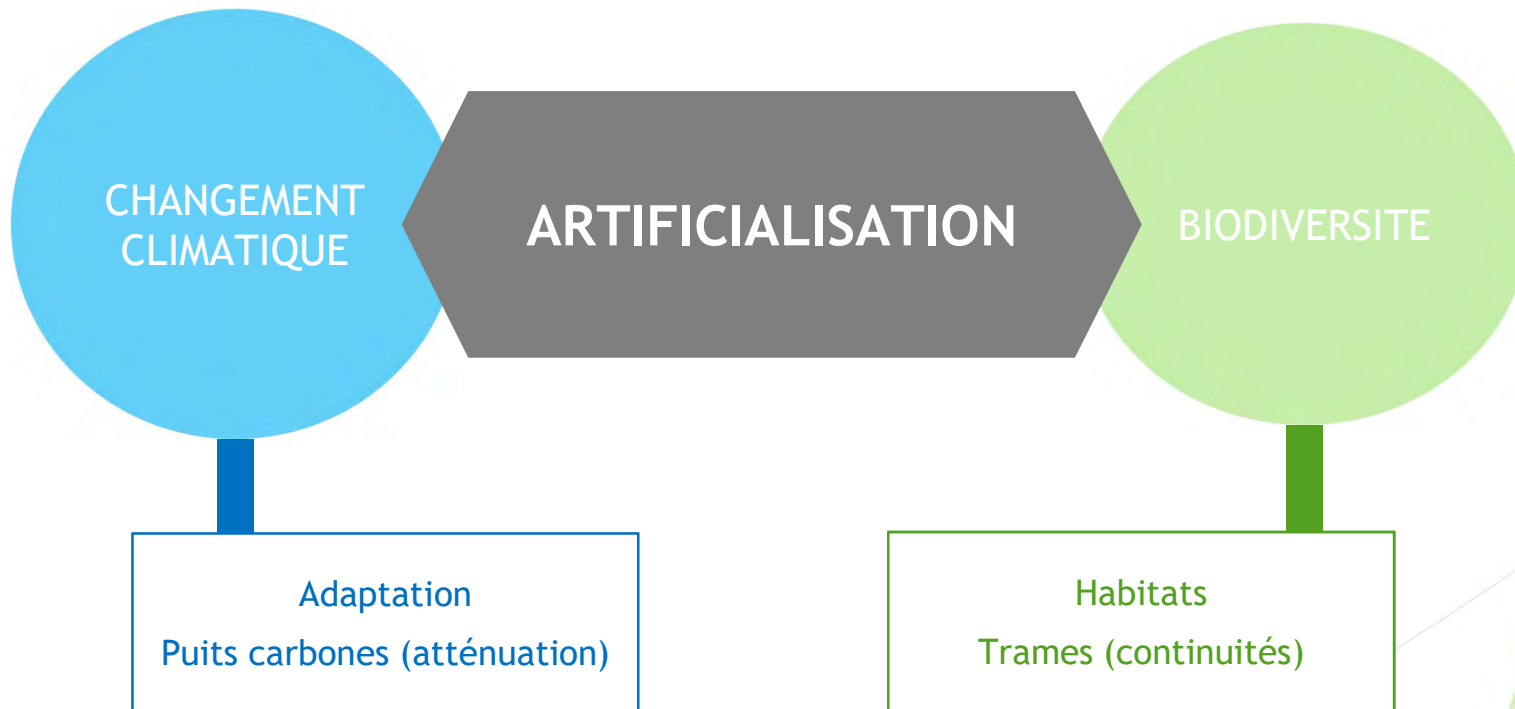 CHANGEMENT
CLIMATIQUE
ARTIFICIALISATION
BIODIVERSITE
Adaptation
Puits carbones (atténuation)
Habitats
Trames (continuités)